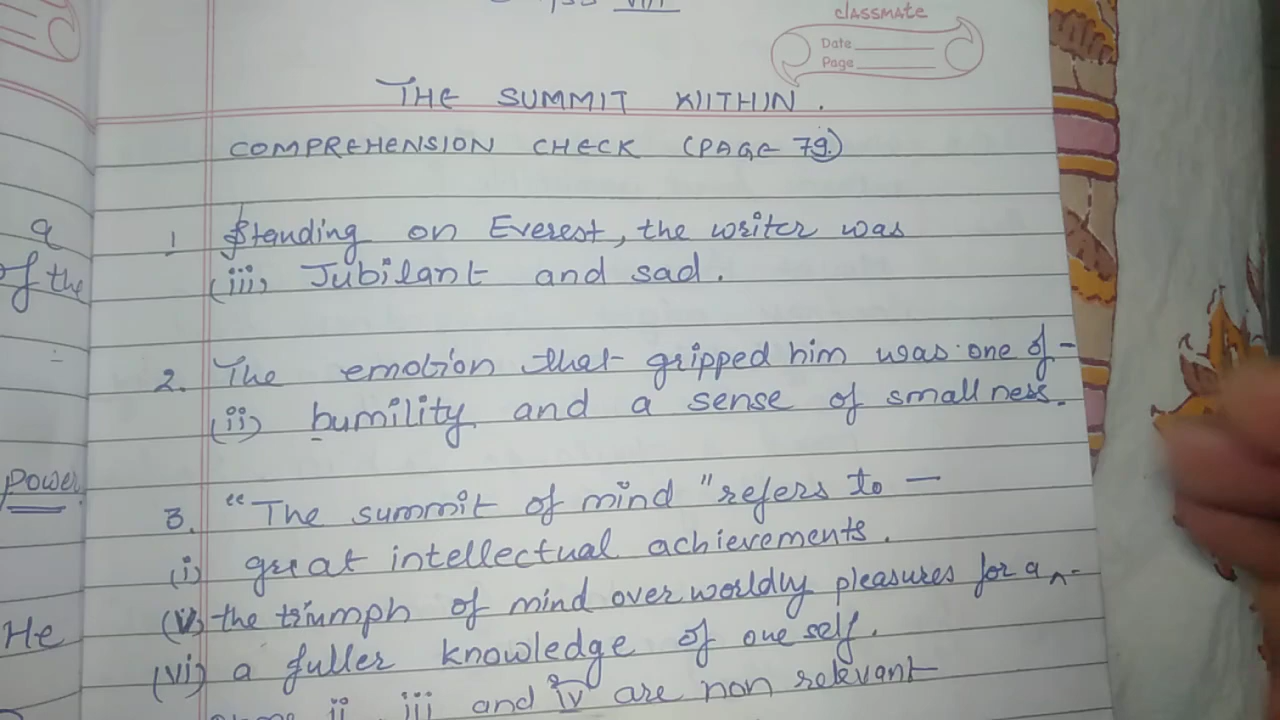 VIII
classmate
Date
Page
THE SUMMIT WITHIN.
COMPREHENSION CHECK (PAGE 79.)
1 Standing on Everest, the writer was
(iii) Jubilant and sad.
2. The emotion that gripped him was one of-
(ii) humility and a sense of smallness.
3. "The summit of mind" refers to —
(i) great intellectual achievements.
(v) the triumph of mind over worldly pleasures for a
(vi) a fuller knowledge of oneself.
ii, iii and iv are non relevant
a
of the
Power
He